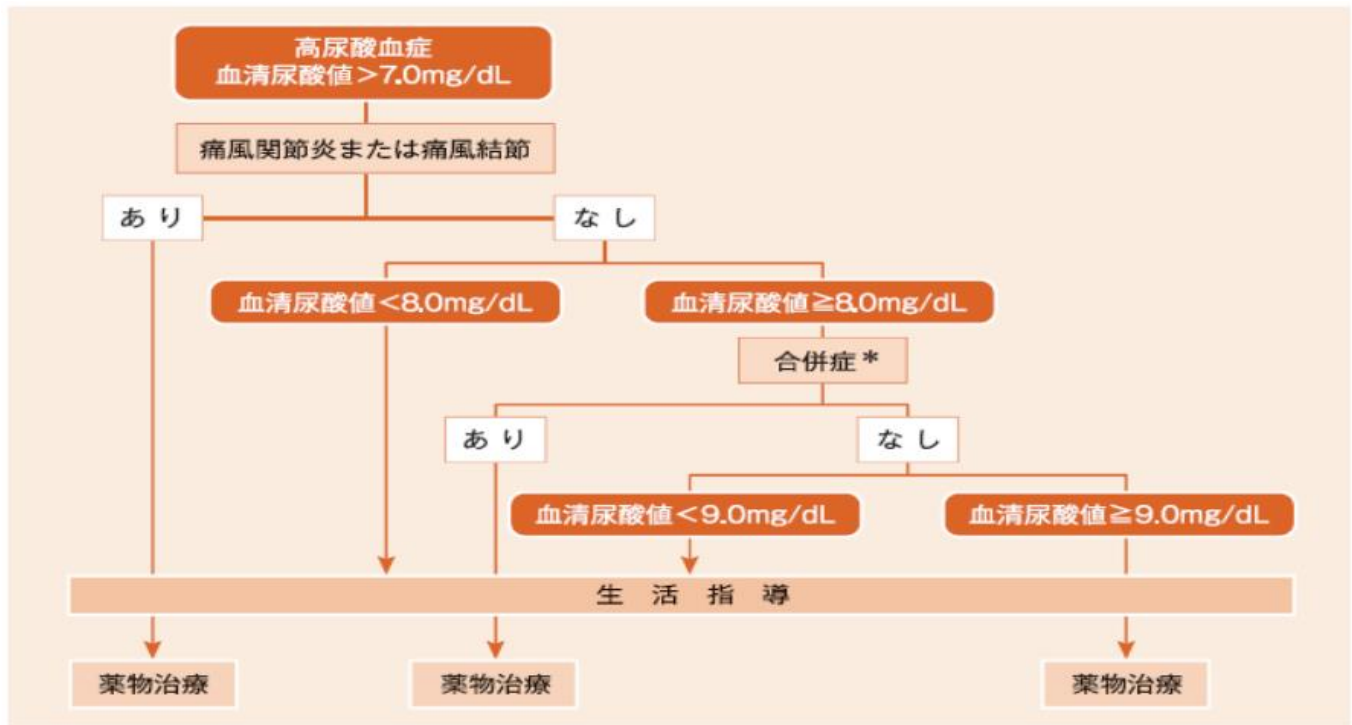 高尿酸血症
血清尿酸値>7.0mg/dL
痛風関節炎または痛風結節
あり
なし
血清尿酸値<8.0mg/dL
血清尿酸値≧8.0mg/dL
合併症*
あり
なし
血清尿酸値<9.0mg/dL
血清尿酸値≧9.0mg/dL
生活指導
薬物治療
薬物治療
薬物治療